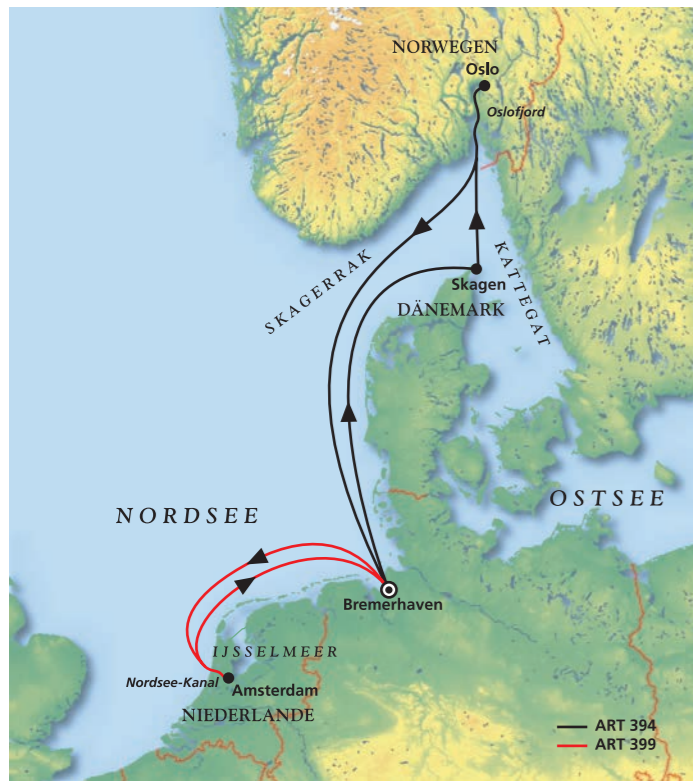 NORWEGEN
Oslo
Oslofjord
SKAGERRAK
KATTEGAT
Skagen
DÄNEMARK
NORDSEE
OSTSEE
Bremerhaven
IJSSELMEER
Nordsee-Kanal
Amsterdam
NIEDERLANDE
ART 394
ART 399